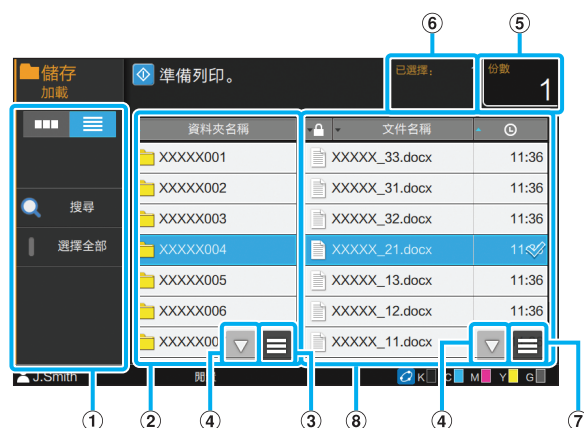 ⑥ ⑤
儲存
加載
準備列印。
已選擇：
份數
1
資料夾名稱 文件名稱
XXXXX001 XXXXX_33.docx 11:36
XXXXX002 XXXXX_31.docx 11:36
XXXXX003 XXXXX_32.docx 11:36
XXXXX004 XXXXX_21.docx
XXXXX005 XXXXX_13.docx 11:36
XXXXX006 XXXXX_12.docx 11:36
XXXXX00 XXXXX_11.docx
搜尋
選擇全部
J.Smith K C M Y G
① ② ④ ③ ⑧ ④ ⑦